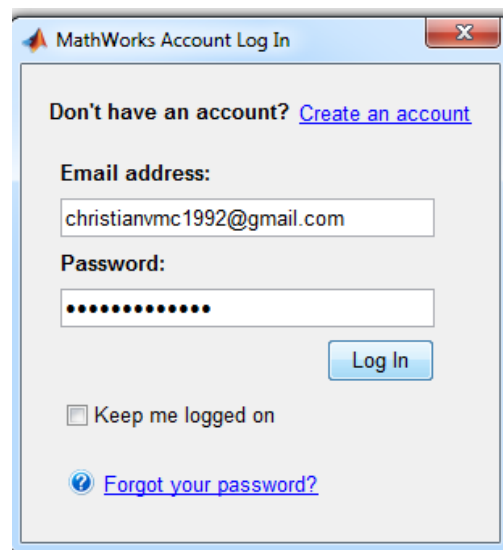 MathWorks Account Log In
Don't have an account? Create an account
Email address:
christianvmc1992@gmail.com
Password:
•••••••••••••
Log In
Keep me logged on
Forgot your password?